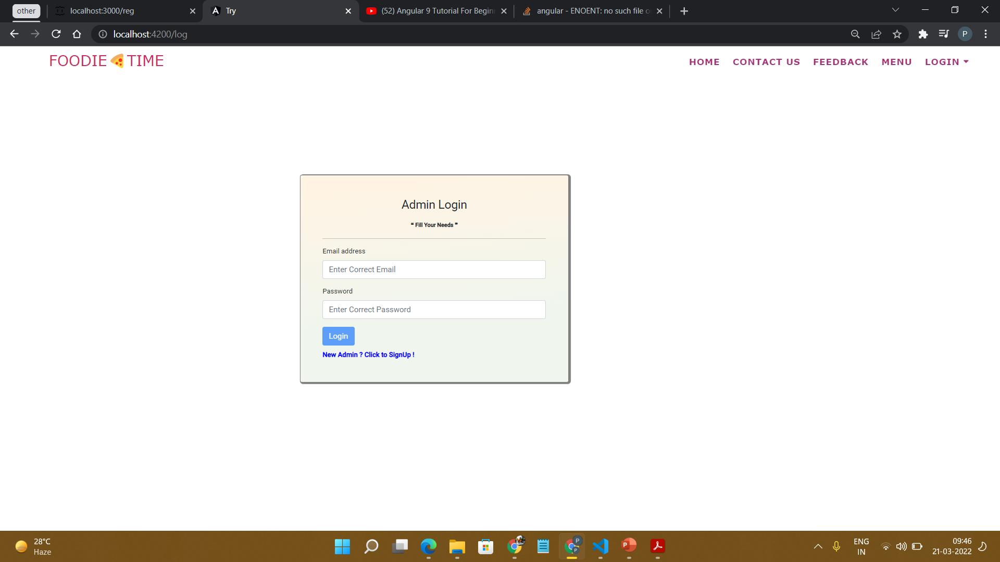 other
localhost:3000/reg
Try
(52) Angular 9 Tutorial For Begin
angular - ENOENT: no such file o
localhost:4200/log
P
FOODIE🍕TIME
HOME CONTACT US FEEDBACK MENU LOGIN
Admin Login
❝ Fill Your Needs ❞
Email address
Enter Correct Email
Password
Enter Correct Password
Login
New Admin ? Click to SignUp !
28°C
Haze
P
P
P
ENG
IN
09:46
21-03-2022